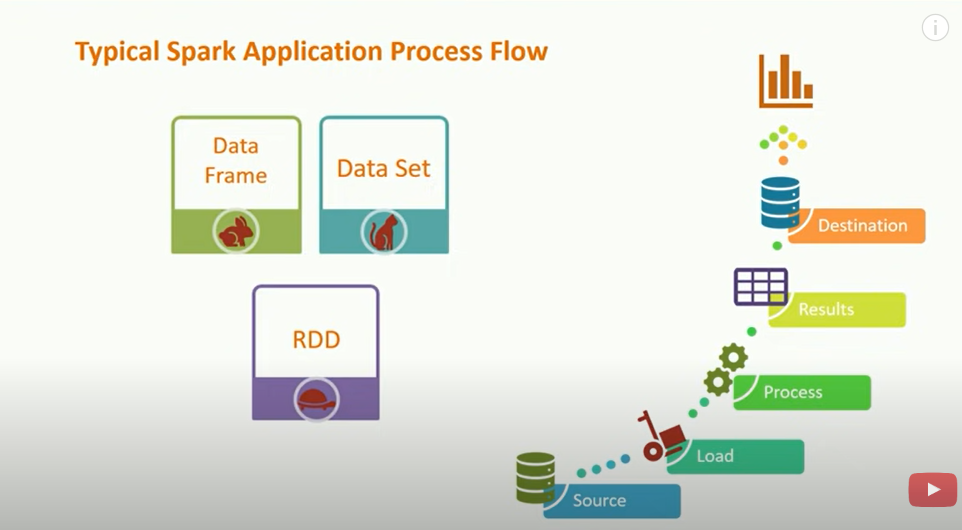 Typical Spark Application Process Flow
Data
Frame
Data Set
RDD
Destination
Results
Process
Load
Source